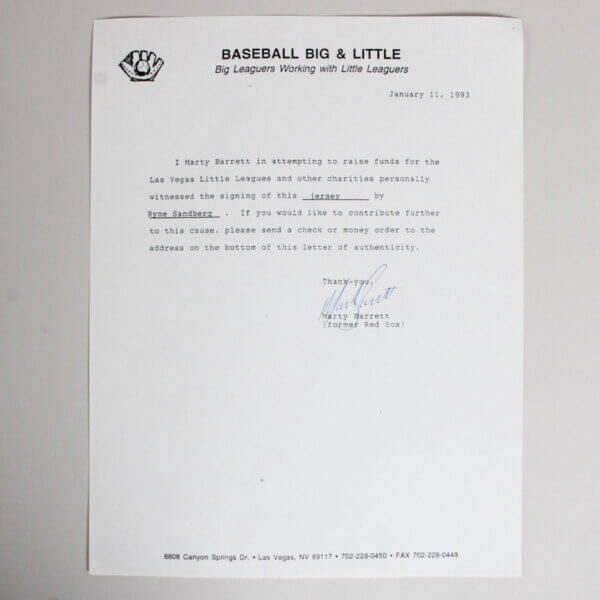 BASEBALL BIG & LITTLE
Big Leaguers Working with Little Leaguers
January 11, 1993
I Marty Barrett in attempting to raise funds for the
Las Vegas Little Leagues and other charities personally
witnessed the signing of this jersey by
Ryne Sandberg . If you would like to contribute further
to this cause, please send a check or money order to the
address on the bottom of this letter of authenticity.
Thank-you,
Marty Barrett
Marty Barrett
(former Red Sox)
8808 Canyon Springs Dr. • Las Vegas, NV 89117 • 702-228-0450 • FAX 702-228-0449